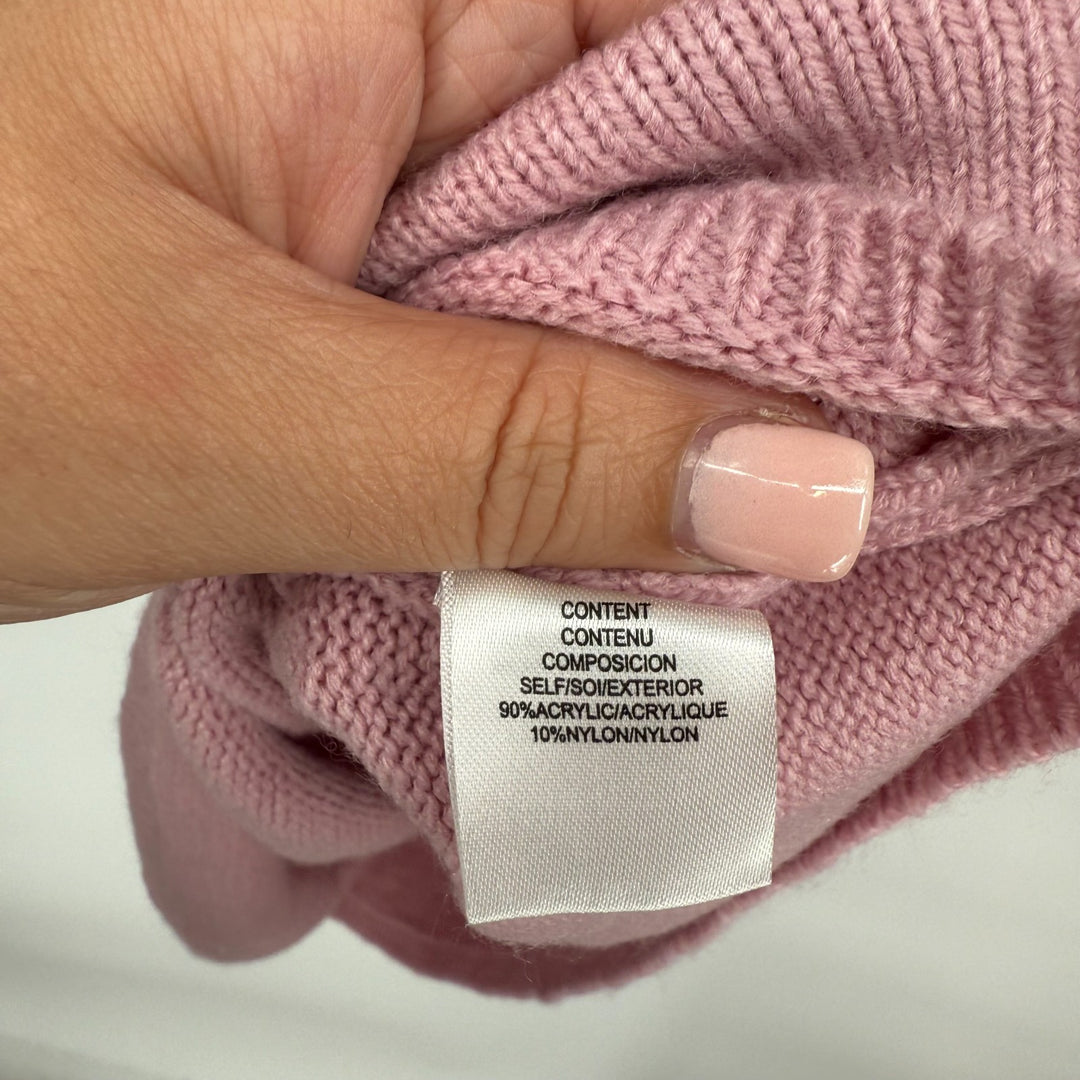 CONTENT
CONTENU
COMPOSICION
SELF/SOI/EXTERIOR
90%ACRYLIC/ACRYLIQUE
10%NYLON/NYLON